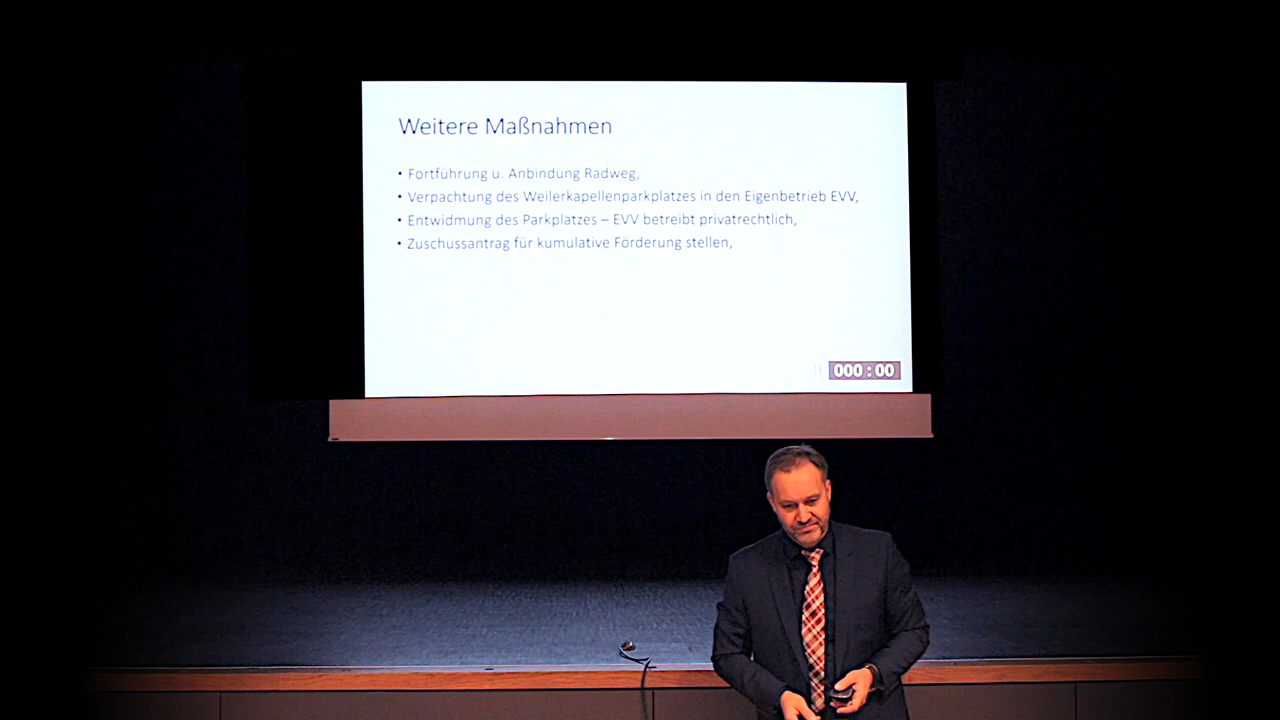 Weitere Maßnahmen
• Fortführung u. Anbindung Radweg,
• Verpachtung des Weilerkapellenparkplatzes in den Eigenbetrieb EVV,
• Entwidmung des Parkplatzes – EVV betreibt privatrechtlich,
• Zuschussantrag für kumulative Förderung stellen,
000 : 00